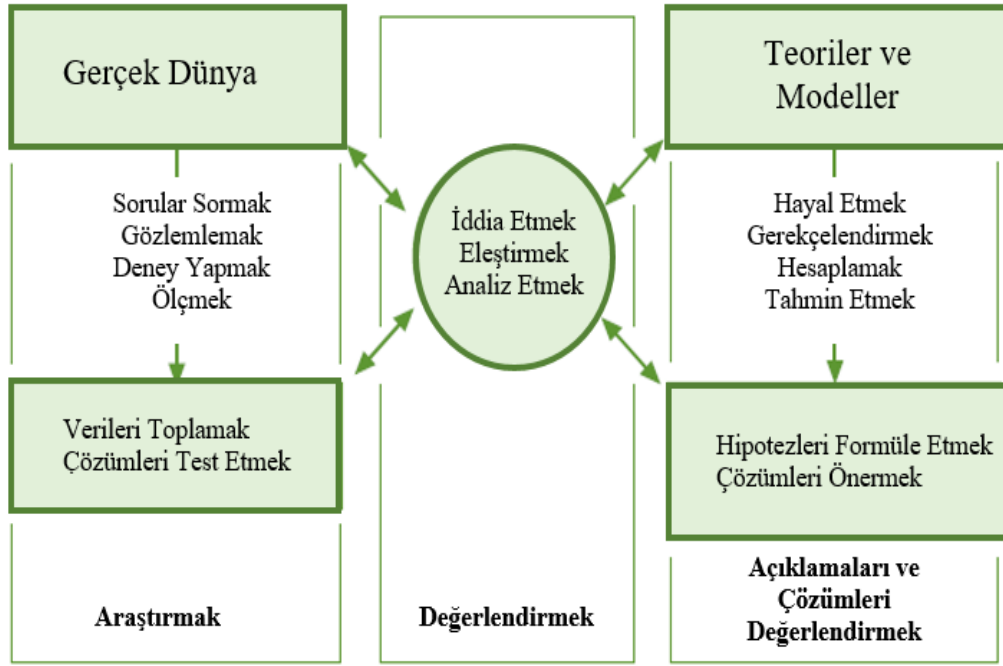 Gerçek Dünya
Sorular Sormak
Gözlemlemak
Deney Yapmak
Ölçmek
Verileri Toplamak
Çözümleri Test Etmek
Araştırmak
İddia Etmek
Eleştirmek
Analiz Etmek
Değerlendirmek
Teoriler ve
Modeller
Hayal Etmek
Gerekçelendirmek
Hesaplamak
Tahmin Etmek
Hipotezleri Formüle Etmek
Çözümleri Önermek
Açıklamaları ve
Çözümleri
Değerlendirmek